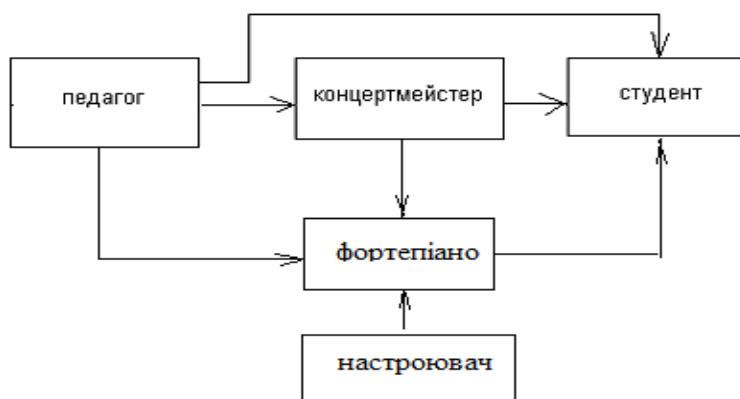 педагог
концертмейстер
студент
фортепіано
настроювач